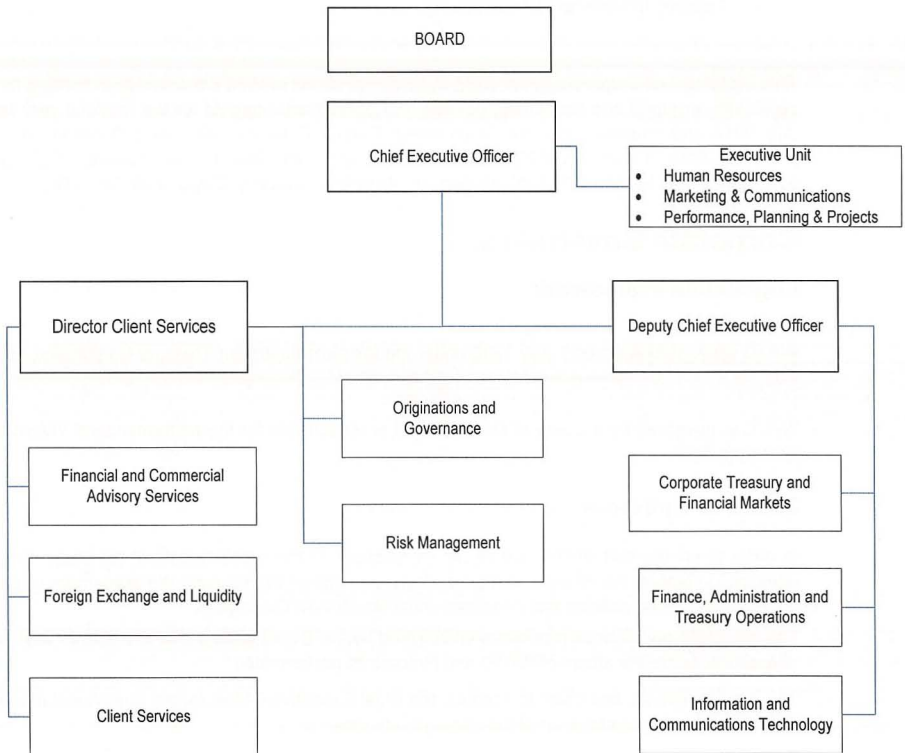 BOARD
Chief Executive Officer
Executive Unit
• Human Resources
• Marketing & Communications
• Performance, Planning & Projects
Director Client Services
Deputy Chief Executive Officer
Originations and
Governance
Financial and Commercial
Advisory Services
Corporate Treasury and
Financial Markets
Risk Management
Foreign Exchange and Liquidity
Finance, Administration and
Treasury Operations
Client Services
Information and
Communications Technology